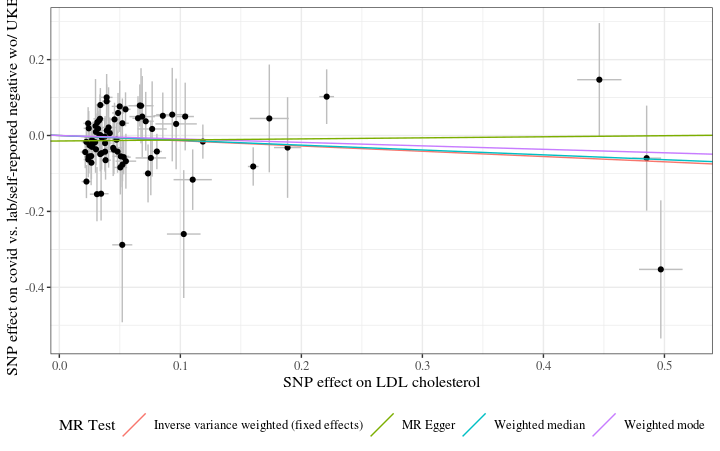 SNP effect on covid vs. lab/self-reported negative wo/ UKB
0.2
0.0
-0.2
-0.4
0.0 0.1 0.2 0.3 0.4 0.5
SNP effect on LDL cholesterol
MR Test Inverse variance weighted (fixed effects) MR Egger Weighted median Weighted mode